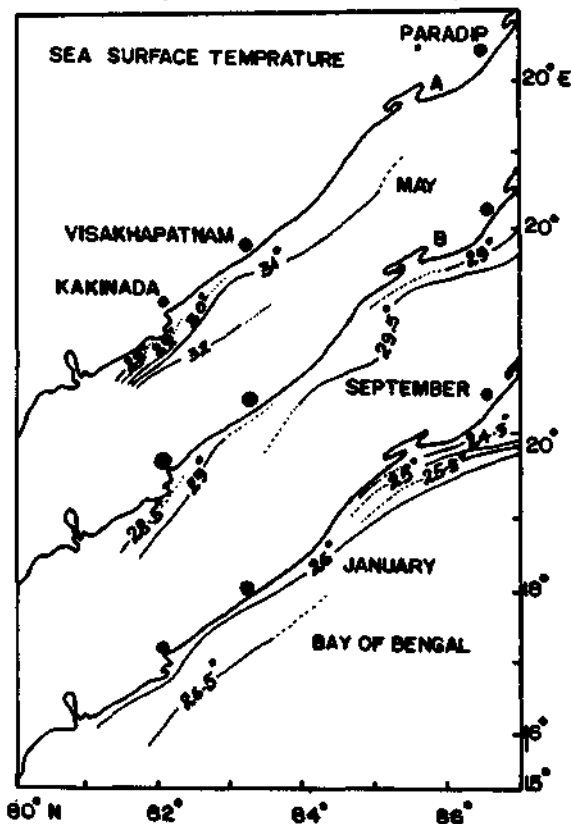 PARADIP
SEA SURFACE TEMPRATURE
20° E
A
MAY
VISAKHAPATNAM
31°
20°
B
29°
KAKINADA
30°
32
29.5°
SEPTEMBER
20°
24.5°
25°
25.5°
29°
28.5°
26°
JANUARY
18°
BAY OF BENGAL
26.5°
16°
15°
80° N
82°
84°
86°